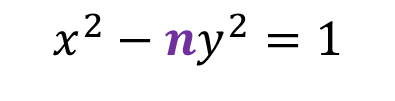 x² − ny² = 1